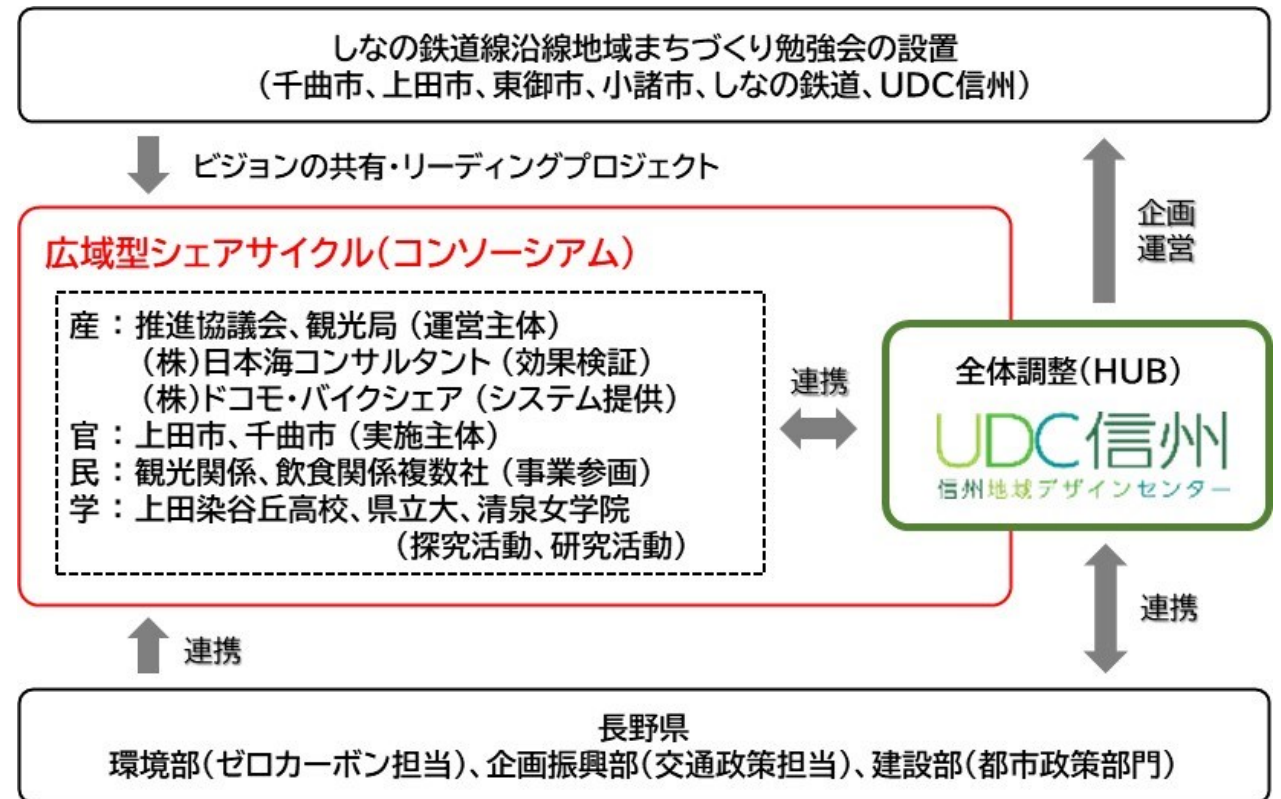 しなの鉄道線沿線地域まちづくり勉強会の設置
（千曲市、上田市、東御市、小諸市、しなの鉄道、UDC信州）
ビジョンの共有・リーディングプロジェクト
企画
運営
広域型シェアサイクル（コンソーシアム）
産：推進協議会、観光局（運営主体）
（株）日本海コンサルタント（効果検証）
（株）ドコモ・バイクシェア（システム提供）
官：上田市、千曲市（実施主体）
民：観光関係、飲食関係複数社（事業参画）
学：上田染谷丘高校、県立大、清泉女学院
（探究活動、研究活動）
連携
全体調整（HUB）
UDC信州
信州地域デザインセンター
連携
連携
長野県
環境部（ゼロカーボン担当）、企画振興部（交通政策担当）、建設部（都市政策部門）